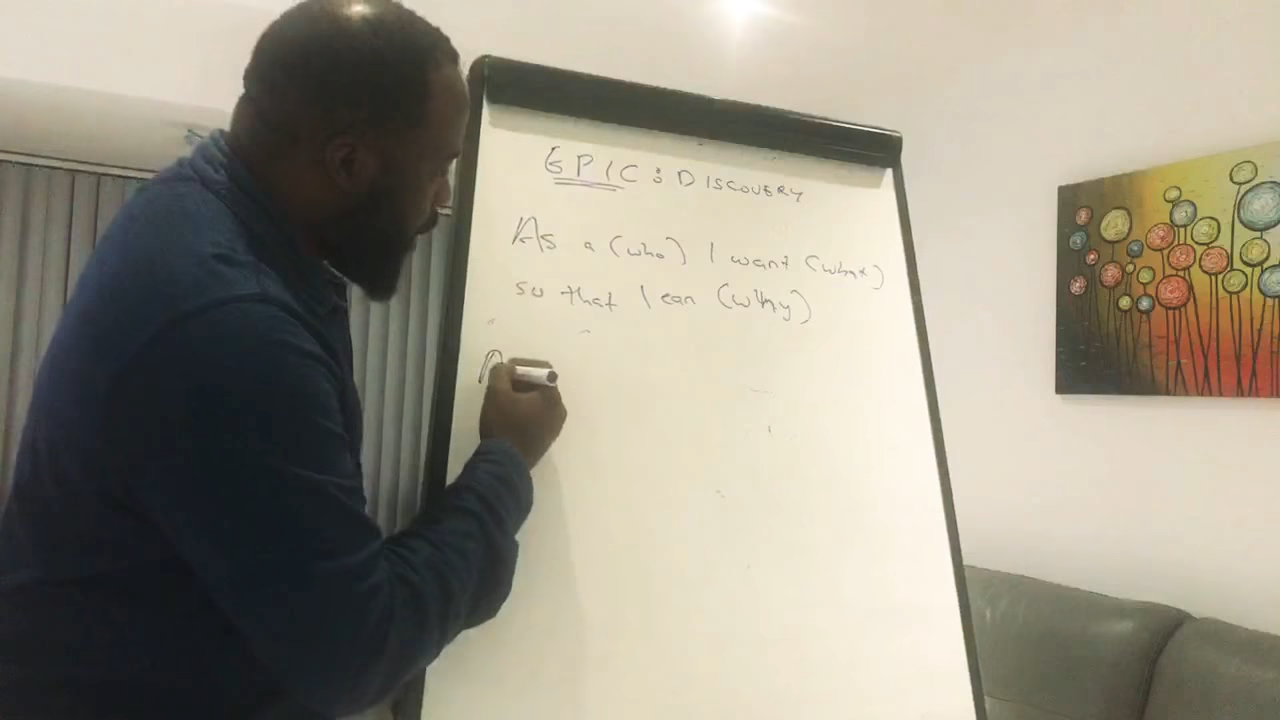 EPIC: DISCOVERY
As a (who) I want (what)
so that I can (why)
A